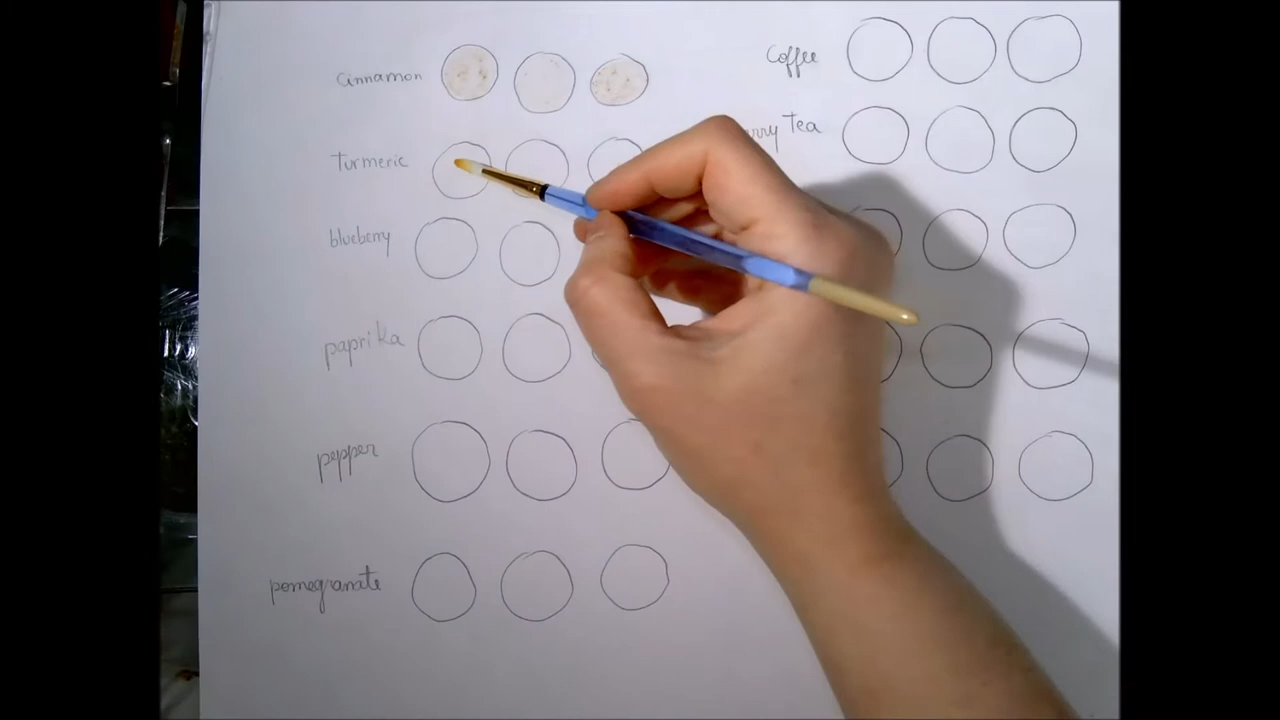 Cinnamon
Turmeric
blueberry
paprika
pepper
pomegranate
Coffee
Tea